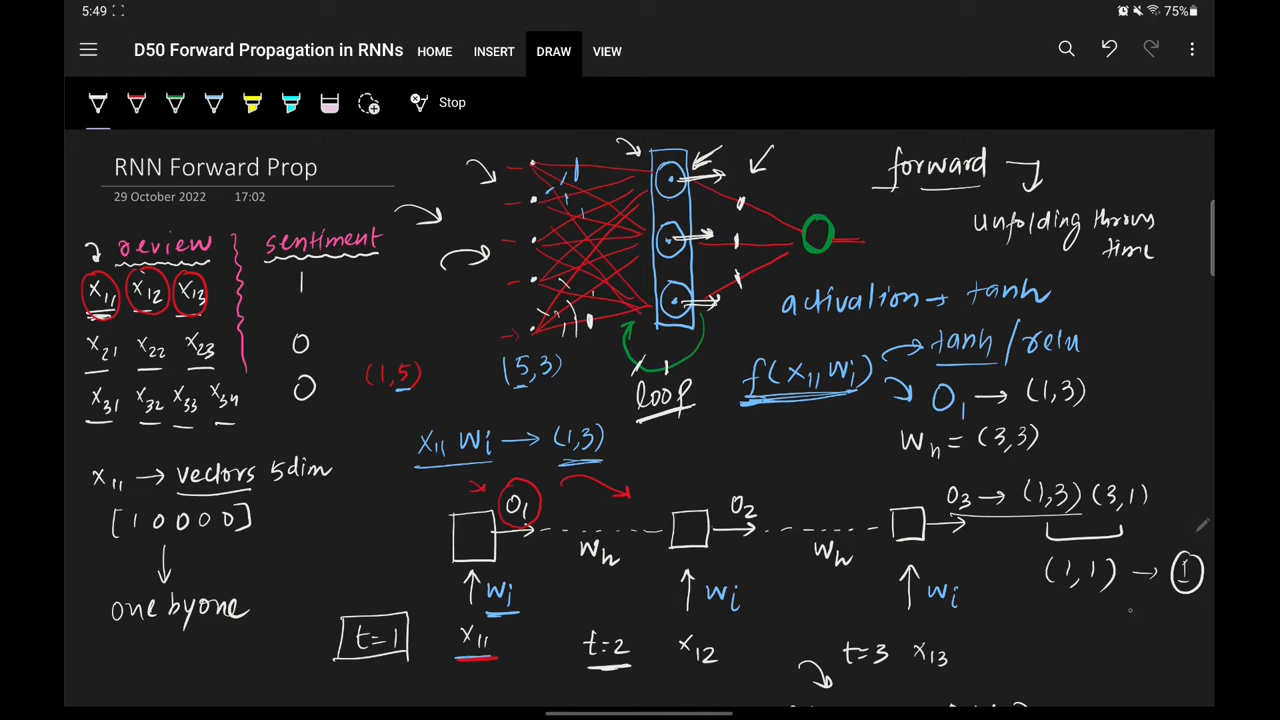 5:49
75%
D50 Forward Propagation in RNNs
HOME INSERT DRAW VIEW
Stop
RNN Forward Prop
29 October 2022 17:02
review sentiment
x11 x12 x13 1
x21 x22 x23 0
x31 x32 x33 x34 0
x11 → vectors 5dim
[1 0 0 0 0]
one by one
(1,5) (5,3)
loop
forward
Unfolding throws
time
activation → tanh
f(x11 wi) tanh/relu
O1 → (1,3)
wh = (3,3)
x11 wi → (1,3)
O1 O2 O3 → (1,3) (3,1)
wh wh
(1,1) → 1
wi wi wi
t=1 x11 t=2 x12 t=3 x13